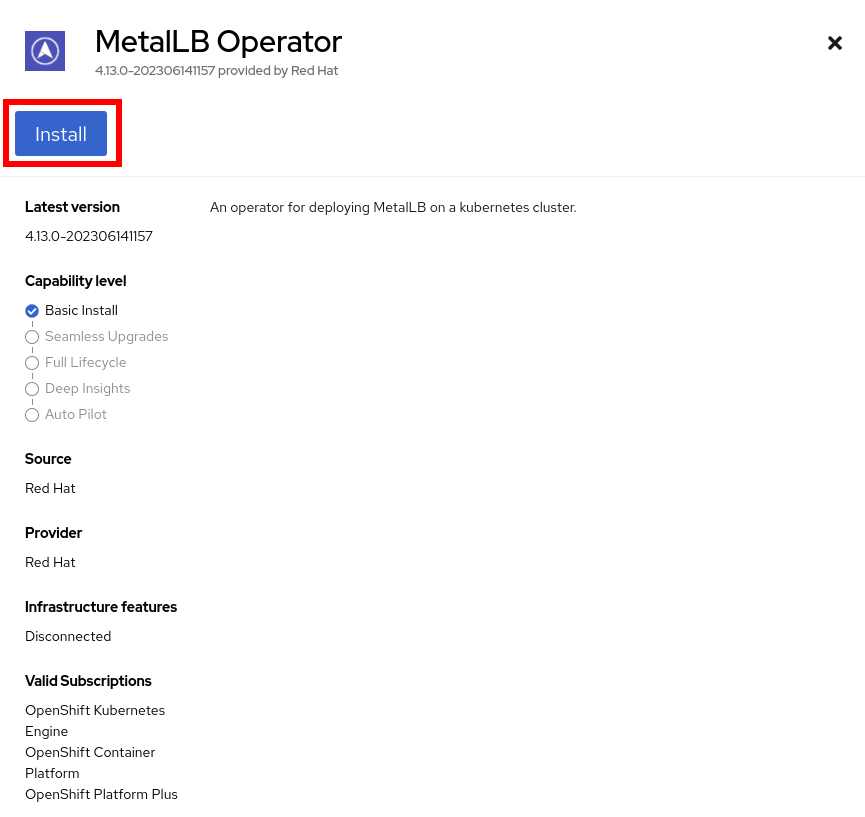 MetalLB Operator
4.13.0-202306141157 provided by Red Hat
Install
Latest version
4.13.0-202306141157
An operator for deploying MetalLB on a kubernetes cluster.
Capability level
Basic Install
Seamless Upgrades
Full Lifecycle
Deep Insights
Auto Pilot
Source
Red Hat
Provider
Red Hat
Infrastructure features
Disconnected
Valid Subscriptions
OpenShift Kubernetes
Engine
OpenShift Container
Platform
OpenShift Platform Plus